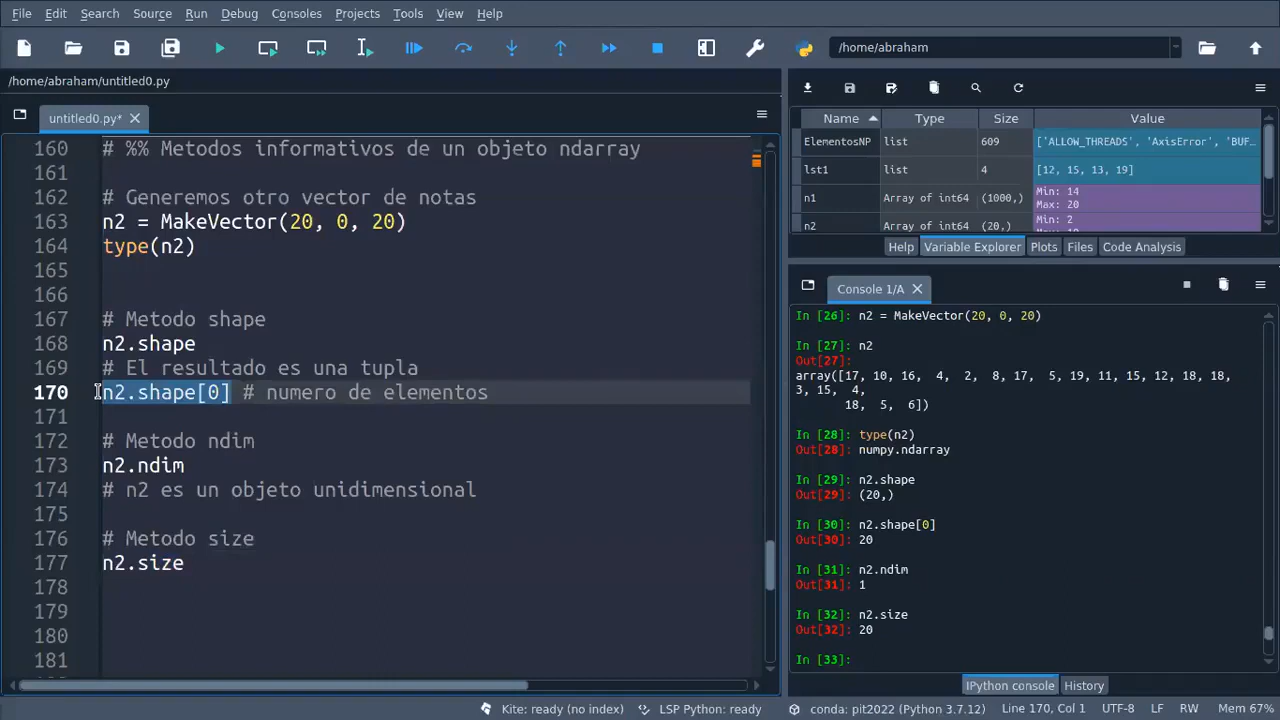 File Edit Search Source Run Debug Consoles Projects Tools View Help
/home/abraham
/home/abraham/untitled0.py
untitled0.py*
160 # %% Metodos informativos de un objeto ndarray
161
162 # Generemos otro vector de notas
163 n2 = MakeVector(20, 0, 20)
164 type(n2)
165
166
167 # Metodo shape
168 n2.shape
169 # El resultado es una tupla
170 n2.shape[0] # numero de elementos
171
172 # Metodo ndim
173 n2.ndim
174 # n2 es un objeto unidimensional
175
176 # Metodo size
177 n2.size
178
179
180
181
Name Type Size Value
ElementosNP list 609 ['ALLOW_THREADS', 'AxisError', 'BUF…
lst1 list 4 [12, 15, 13, 19]
n1 Array of int64 (1000,) Min: 14
Max: 20
n2 Array of int64 (20,) Min: 2
Help Variable Explorer Plots Files Code Analysis
Console 1/A
In [26]: n2 = MakeVector(20, 0, 20)
In [27]: n2
Out[27]:
array([17, 10, 16,  4,  2,  8, 17,  5, 19, 11, 15, 12, 18, 18,
3, 15,  4,
18,  5,  6])
In [28]: type(n2)
Out[28]: numpy.ndarray
In [29]: n2.shape
Out[29]: (20,)
In [30]: n2.shape[0]
Out[30]: 20
In [31]: n2.ndim
Out[31]: 1
In [32]: n2.size
Out[32]: 20
In [33]:
IPython console History
Kite: ready (no index) LSP Python: ready conda: pit2022 (Python 3.7.12) Line 170, Col 1 UTF-8 LF RW Mem 67%